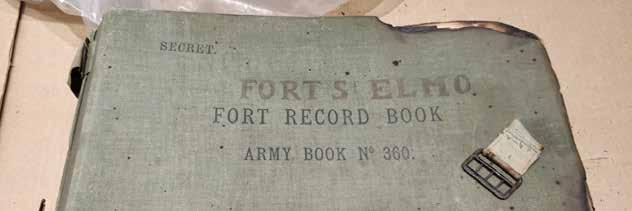 SECRET.
FORT S' ELMO.
FORT RECORD BOOK
ARMY BOOK Nº 360.